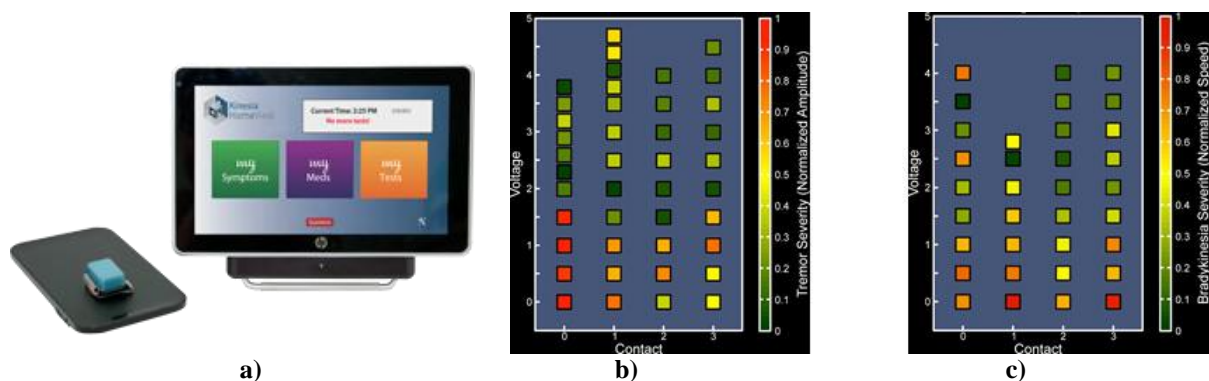 Kinesia
HomeView
Current Time: 3:25 PM
No more tests!
my
Symptoms
my
Meds
my
Tests
hp
5
4
3
2
1
0
Voltage
0 1 2 3
Contact
1
0.9
0.8
0.7
0.6
0.5
0.4
0.3
0.2
0.1
0
Tremor Severity (Normalized Amplitude)
5
4
3
2
1
0
Voltage
0 1 2 3
Contact
1
0.9
0.8
0.7
0.6
0.5
0.4
0.3
0.2
0.1
0
Bradykinesia Severity (Normalized Speed)
a) b) c)